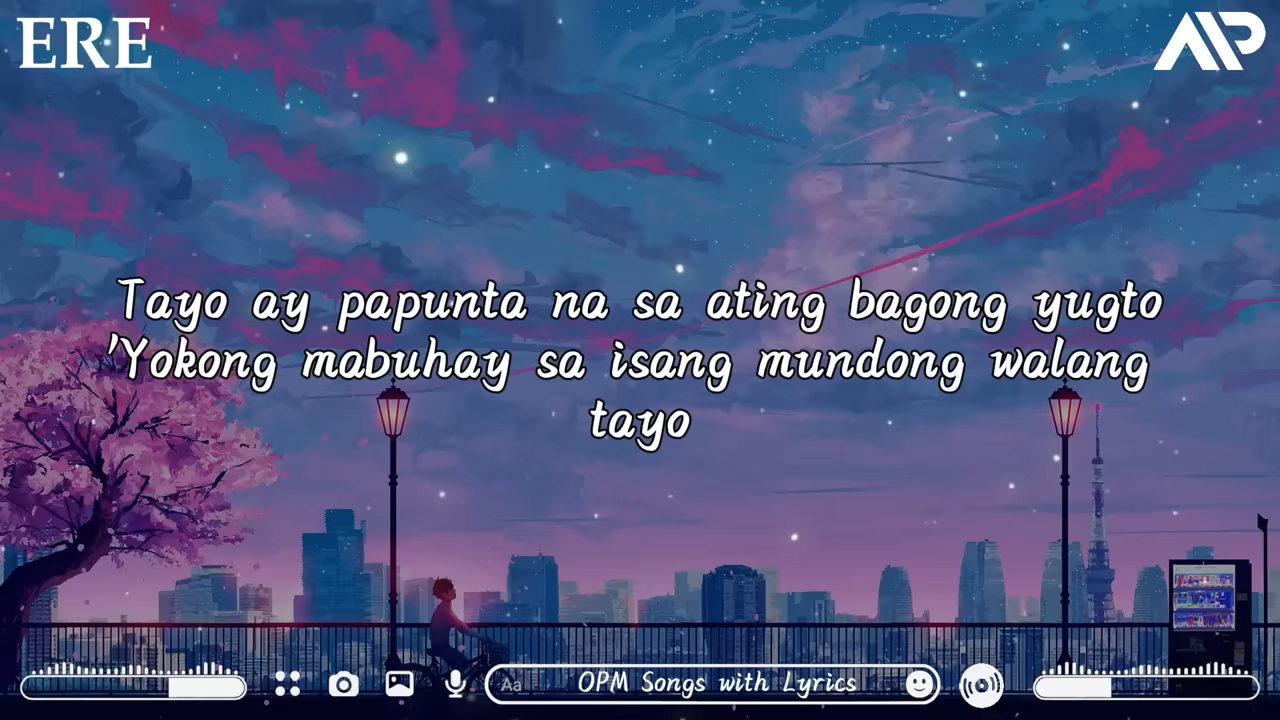 ERE
AP
Tayo ay papunta na sa ating bagong yugto
'Yokong mabuhay sa isang mundong walang
tayo
Aa
OPM Songs with Lyrics